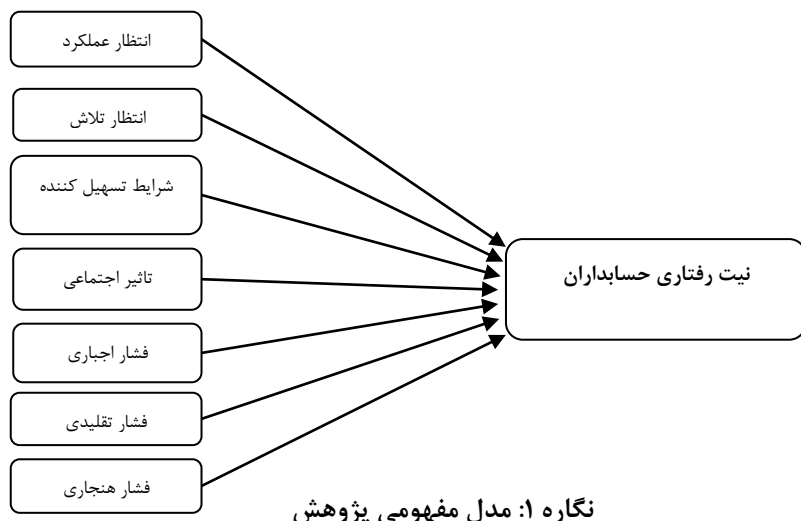 انتظار عملکرد
انتظار تلاش
شرایط تسهیل کننده
تاثیر اجتماعی
فشار اجباری
فشار تقلیدی
فشار هنجاری
نیت رفتاری حسابداران
نگاره ۱: مدل مفهومی پژوهش